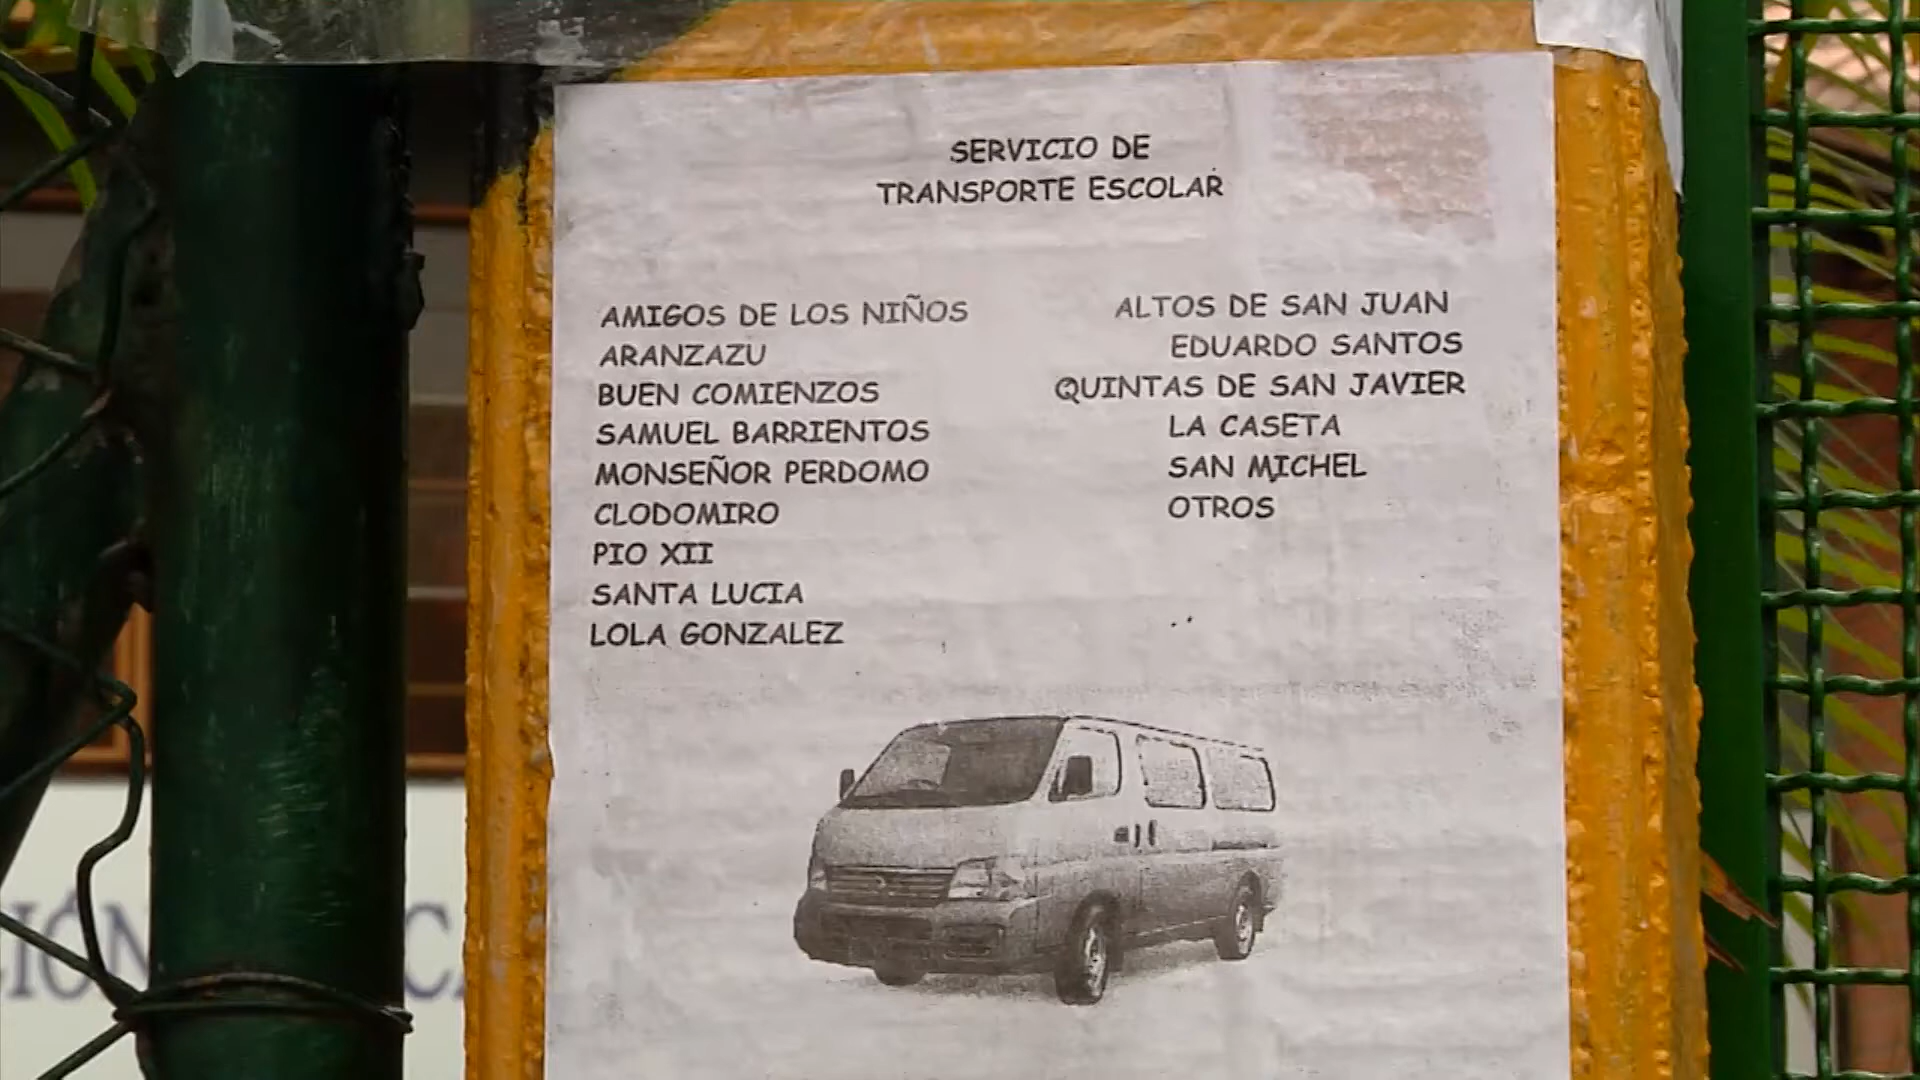 SERVICIO DE
TRANSPORTE ESCOLAR
AMIGOS DE LOS NIÑOS
ARANZAZU
BUEN COMIENZOS
SAMUEL BARRIENTOS
MONSEÑOR PERDOMO
CLODOMIRO
PIO XII
SANTA LUCIA
LOLA GONZALEZ
ALTOS DE SAN JUAN
EDUARDO SANTOS
QUINTAS DE SAN JAVIER
LA CASETA
SAN MICHEL
OTROS